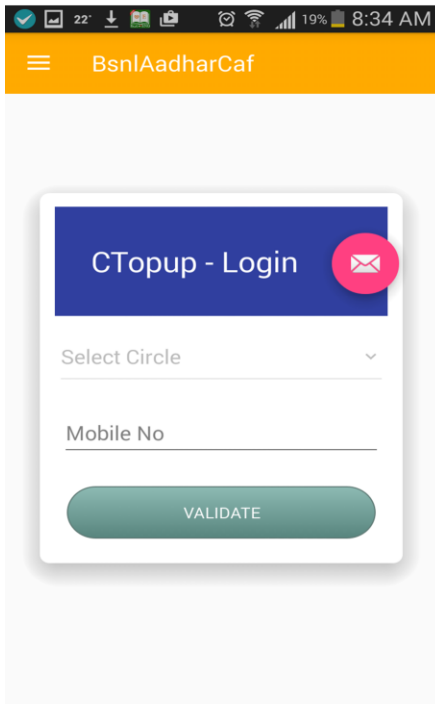 22° 19% 8:34 AM
BsnlAadharCaf
CTopup - Login
Select Circle
Mobile No
VALIDATE